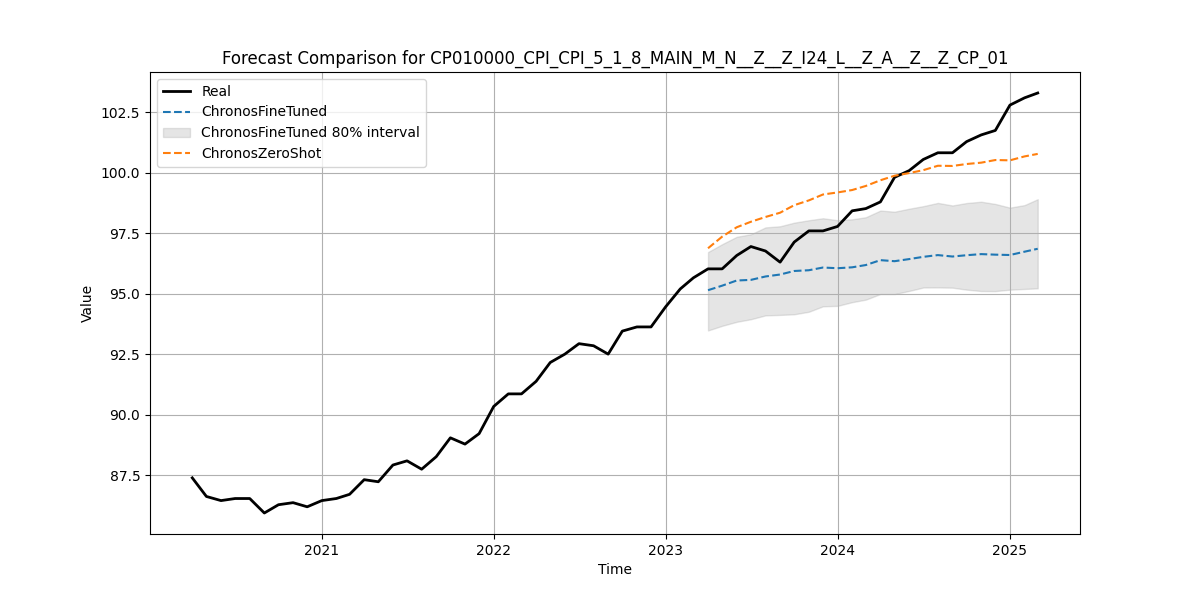 Forecast Comparison for CP010000_CPI_CPI_5_1_8_MAIN_M_N__Z__Z_I24_L__Z_A__Z__Z_CP_01
Real
ChronosFineTuned
ChronosFineTuned 80% interval
ChronosZeroShot
102.5
100.0
97.5
95.0
92.5
90.0
87.5
Value
2021
2022
2023
2024
2025
Time